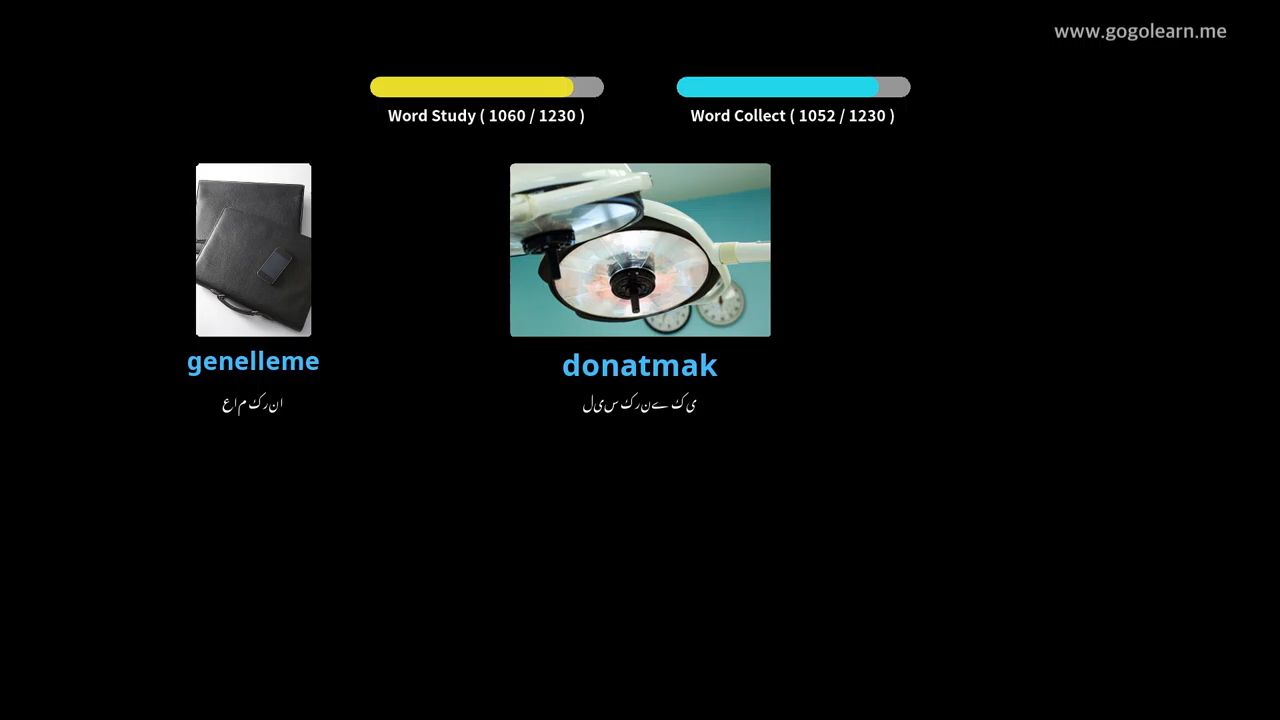 www.gogolearn.me
Word Study ( 1060 / 1230 )
Word Collect ( 1052 / 1230 )
genelleme
عام کرنا
donatmak
لیس کرنے کی